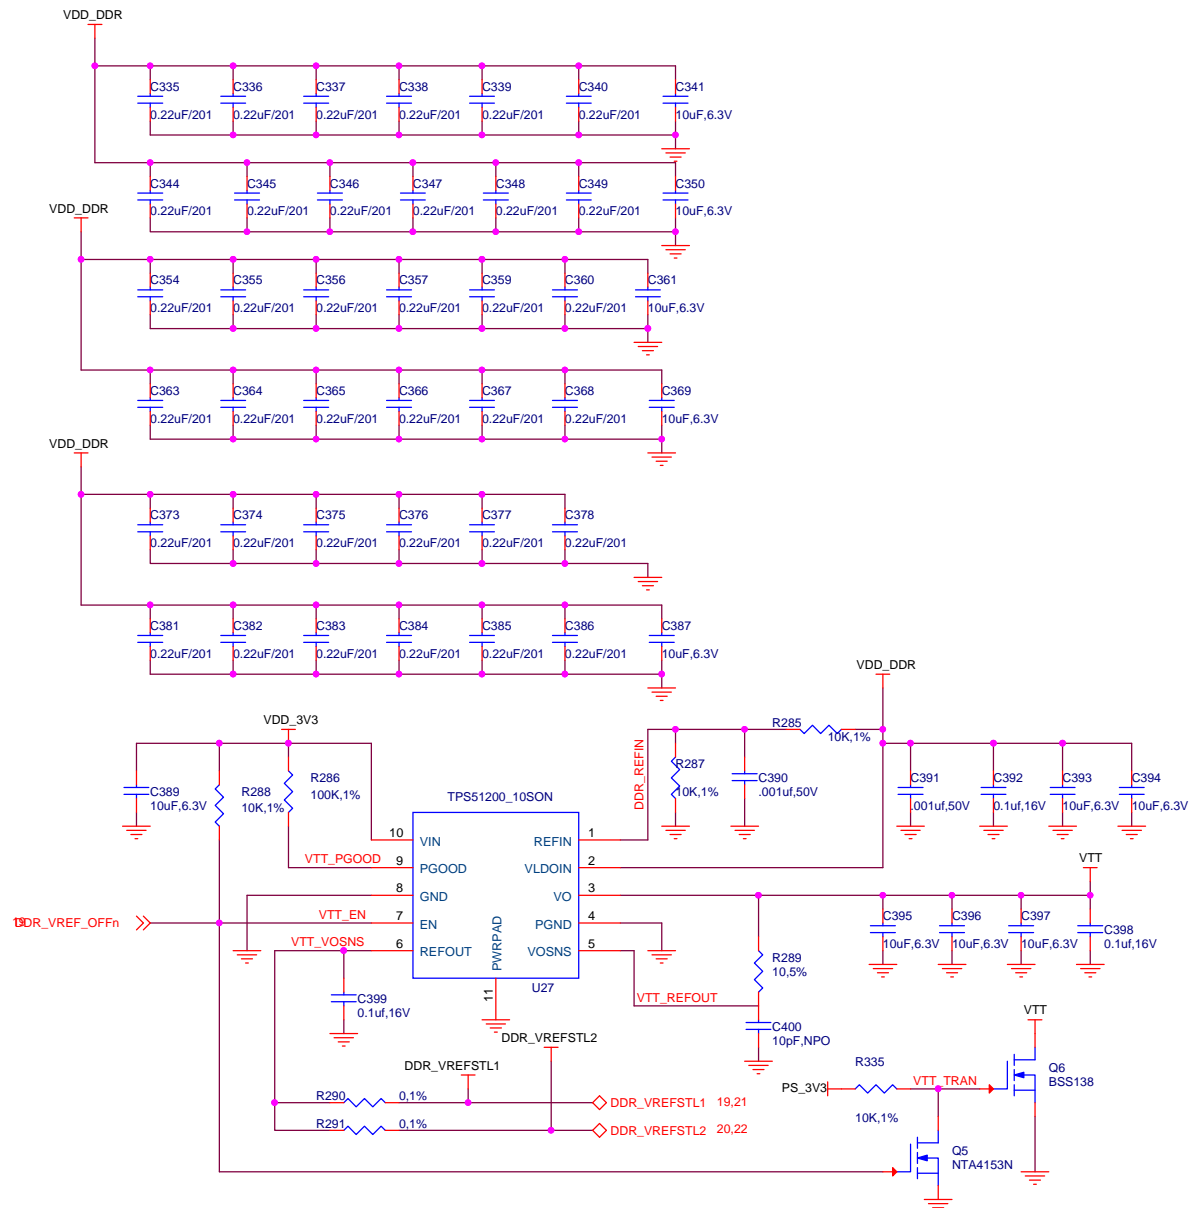 VDD_DDR
C335 C336 C337 C338 C339 C340 C341
0.22uF/201 0.22uF/201 0.22uF/201 0.22uF/201 0.22uF/201 0.22uF/201 10uF,6.3V
C344 C345 C346 C347 C348 C349 C350
VDD_DDR
0.22uF/201 0.22uF/201 0.22uF/201 0.22uF/201 0.22uF/201 0.22uF/201 10uF,6.3V
C354 C355 C356 C357 C359 C360 C361
0.22uF/201 0.22uF/201 0.22uF/201 0.22uF/201 0.22uF/201 0.22uF/201 10uF,6.3V
C363 C364 C365 C366 C367 C368 C369
0.22uF/201 0.22uF/201 0.22uF/201 0.22uF/201 0.22uF/201 0.22uF/201 10uF,6.3V
VDD_DDR
C373 C374 C375 C376 C377 C378
0.22uF/201 0.22uF/201 0.22uF/201 0.22uF/201 0.22uF/201 0.22uF/201
C381 C382 C383 C384 C385 C386 C387
0.22uF/201 0.22uF/201 0.22uF/201 0.22uF/201 0.22uF/201 0.22uF/201 10uF,6.3V
VDD_DDR
VDD_3V3
R285
10K,1%
DDR_REFIN
R287
10K,1%
C390
.001uf,50V
C391
.001uf,50V
C392
0.1uf,16V
C393
10uF,6.3V
C394
10uF,6.3V
C389
10uF,6.3V
R288
10K,1%
R286
100K,1%
TPS51200_10SON
10 VIN REFIN 1
VTT_PGOOD 9 PGOOD VLDOIN 2
8 GND VO 3
VTT_EN 7 EN PGND 4
VTT_VOSNS 6 REFOUT VOSNS 5
PWRPAD
11
U27
19
DDR_VREF_OFFn
VTT
C395
10uF,6.3V
C396
10uF,6.3V
C397
10uF,6.3V
C398
0.1uf,16V
R289
10,5%
VTT_REFOUT
C399
0.1uf,16V
C400
10pF,NPO
DDR_VREFSTL2
DDR_VREFSTL1
R290 0,1% DDR_VREFSTL1 19,21
R291 0,1% DDR_VREFSTL2 20,22
VTT
R335
PS_3V3
10K,1%
VTT_TRAN
Q6
BSS138
Q5
NTA4153N